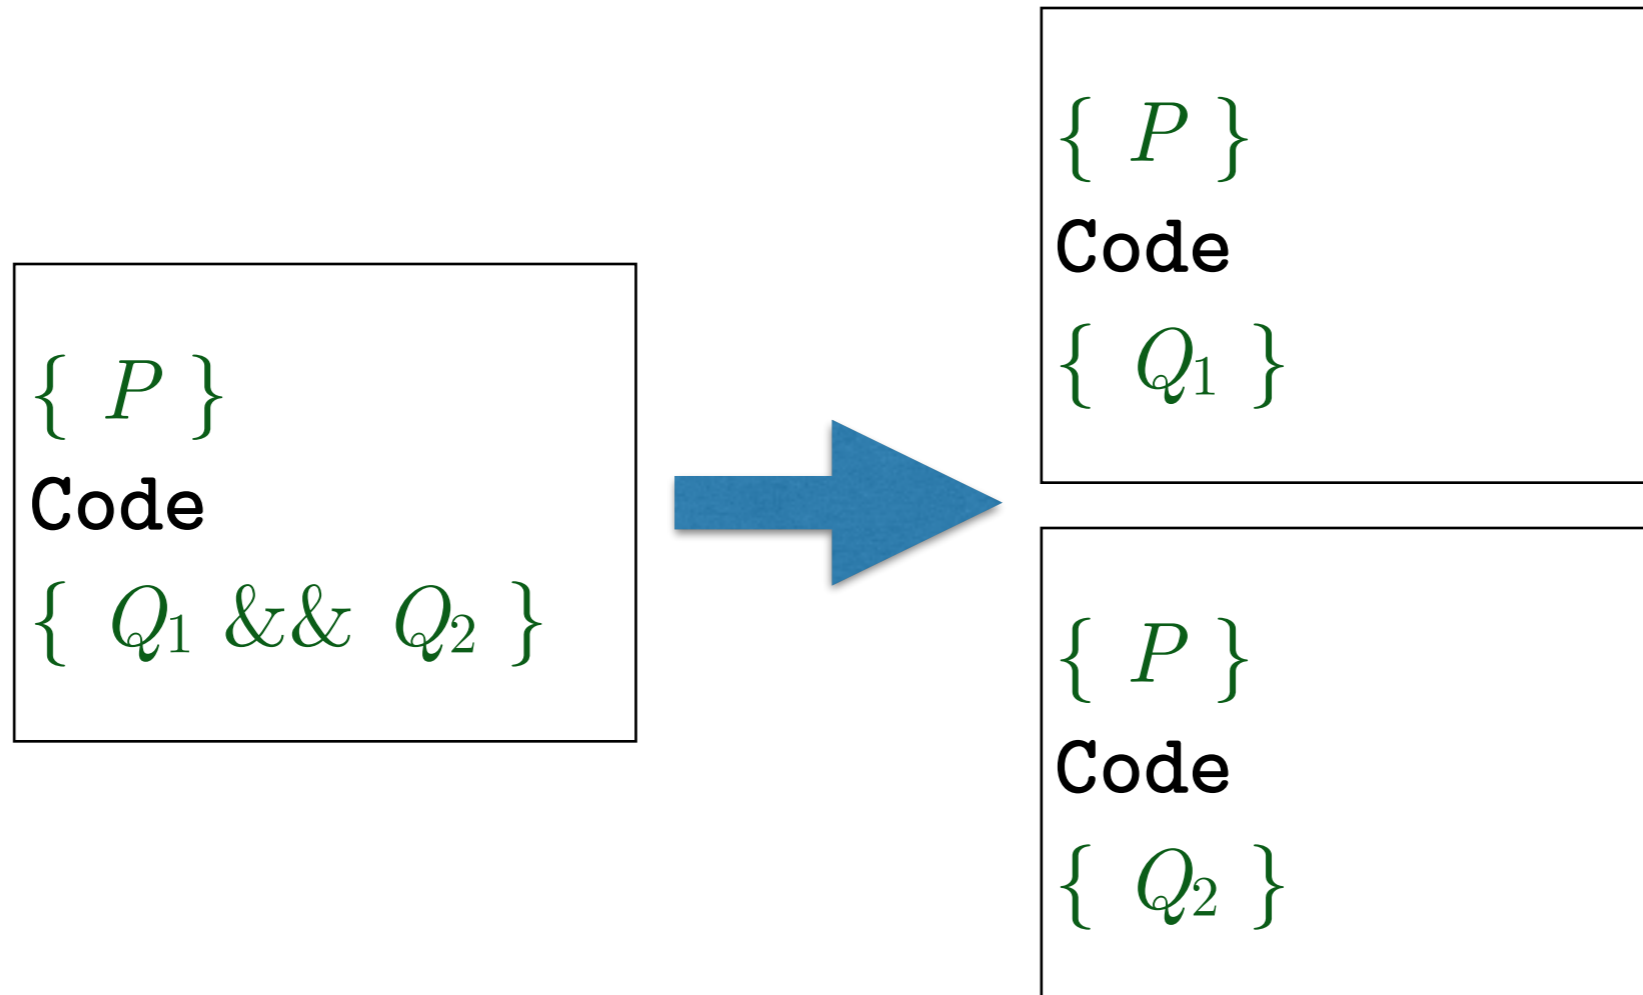 { P }
Code
{ Q₁ && Q₂ }
{ P }
Code
{ Q₁ }
{ P }
Code
{ Q₂ }